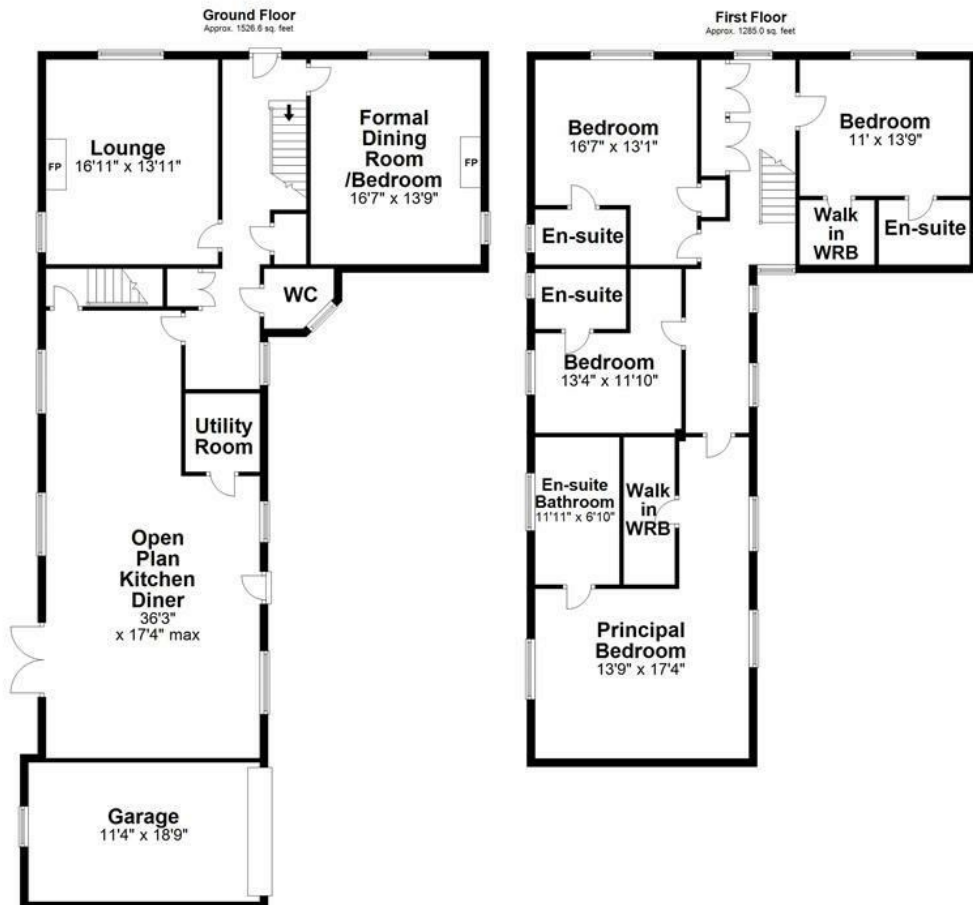 Ground Floor
Approx. 1526.6 sq. feet
Lounge
16'11" x 13'11"
FP
Formal
Dining
Room
/Bedroom
16'7" x 13'9"
FP
WC
Utility
Room
Open
Plan
Kitchen
Diner
36'3"
x 17'4" max
Garage
11'4" x 18'9"
First Floor
Approx. 1285.0 sq. feet
Bedroom
16'7" x 13'1"
Bedroom
11' x 13'9"
En-suite
Walk
in
WRB
En-suite
En-suite
Bedroom
13'4" x 11'10"
En-suite
Bathroom
11'11" x 6'10"
Walk
in
WRB
Principal
Bedroom
13'9" x 17'4"